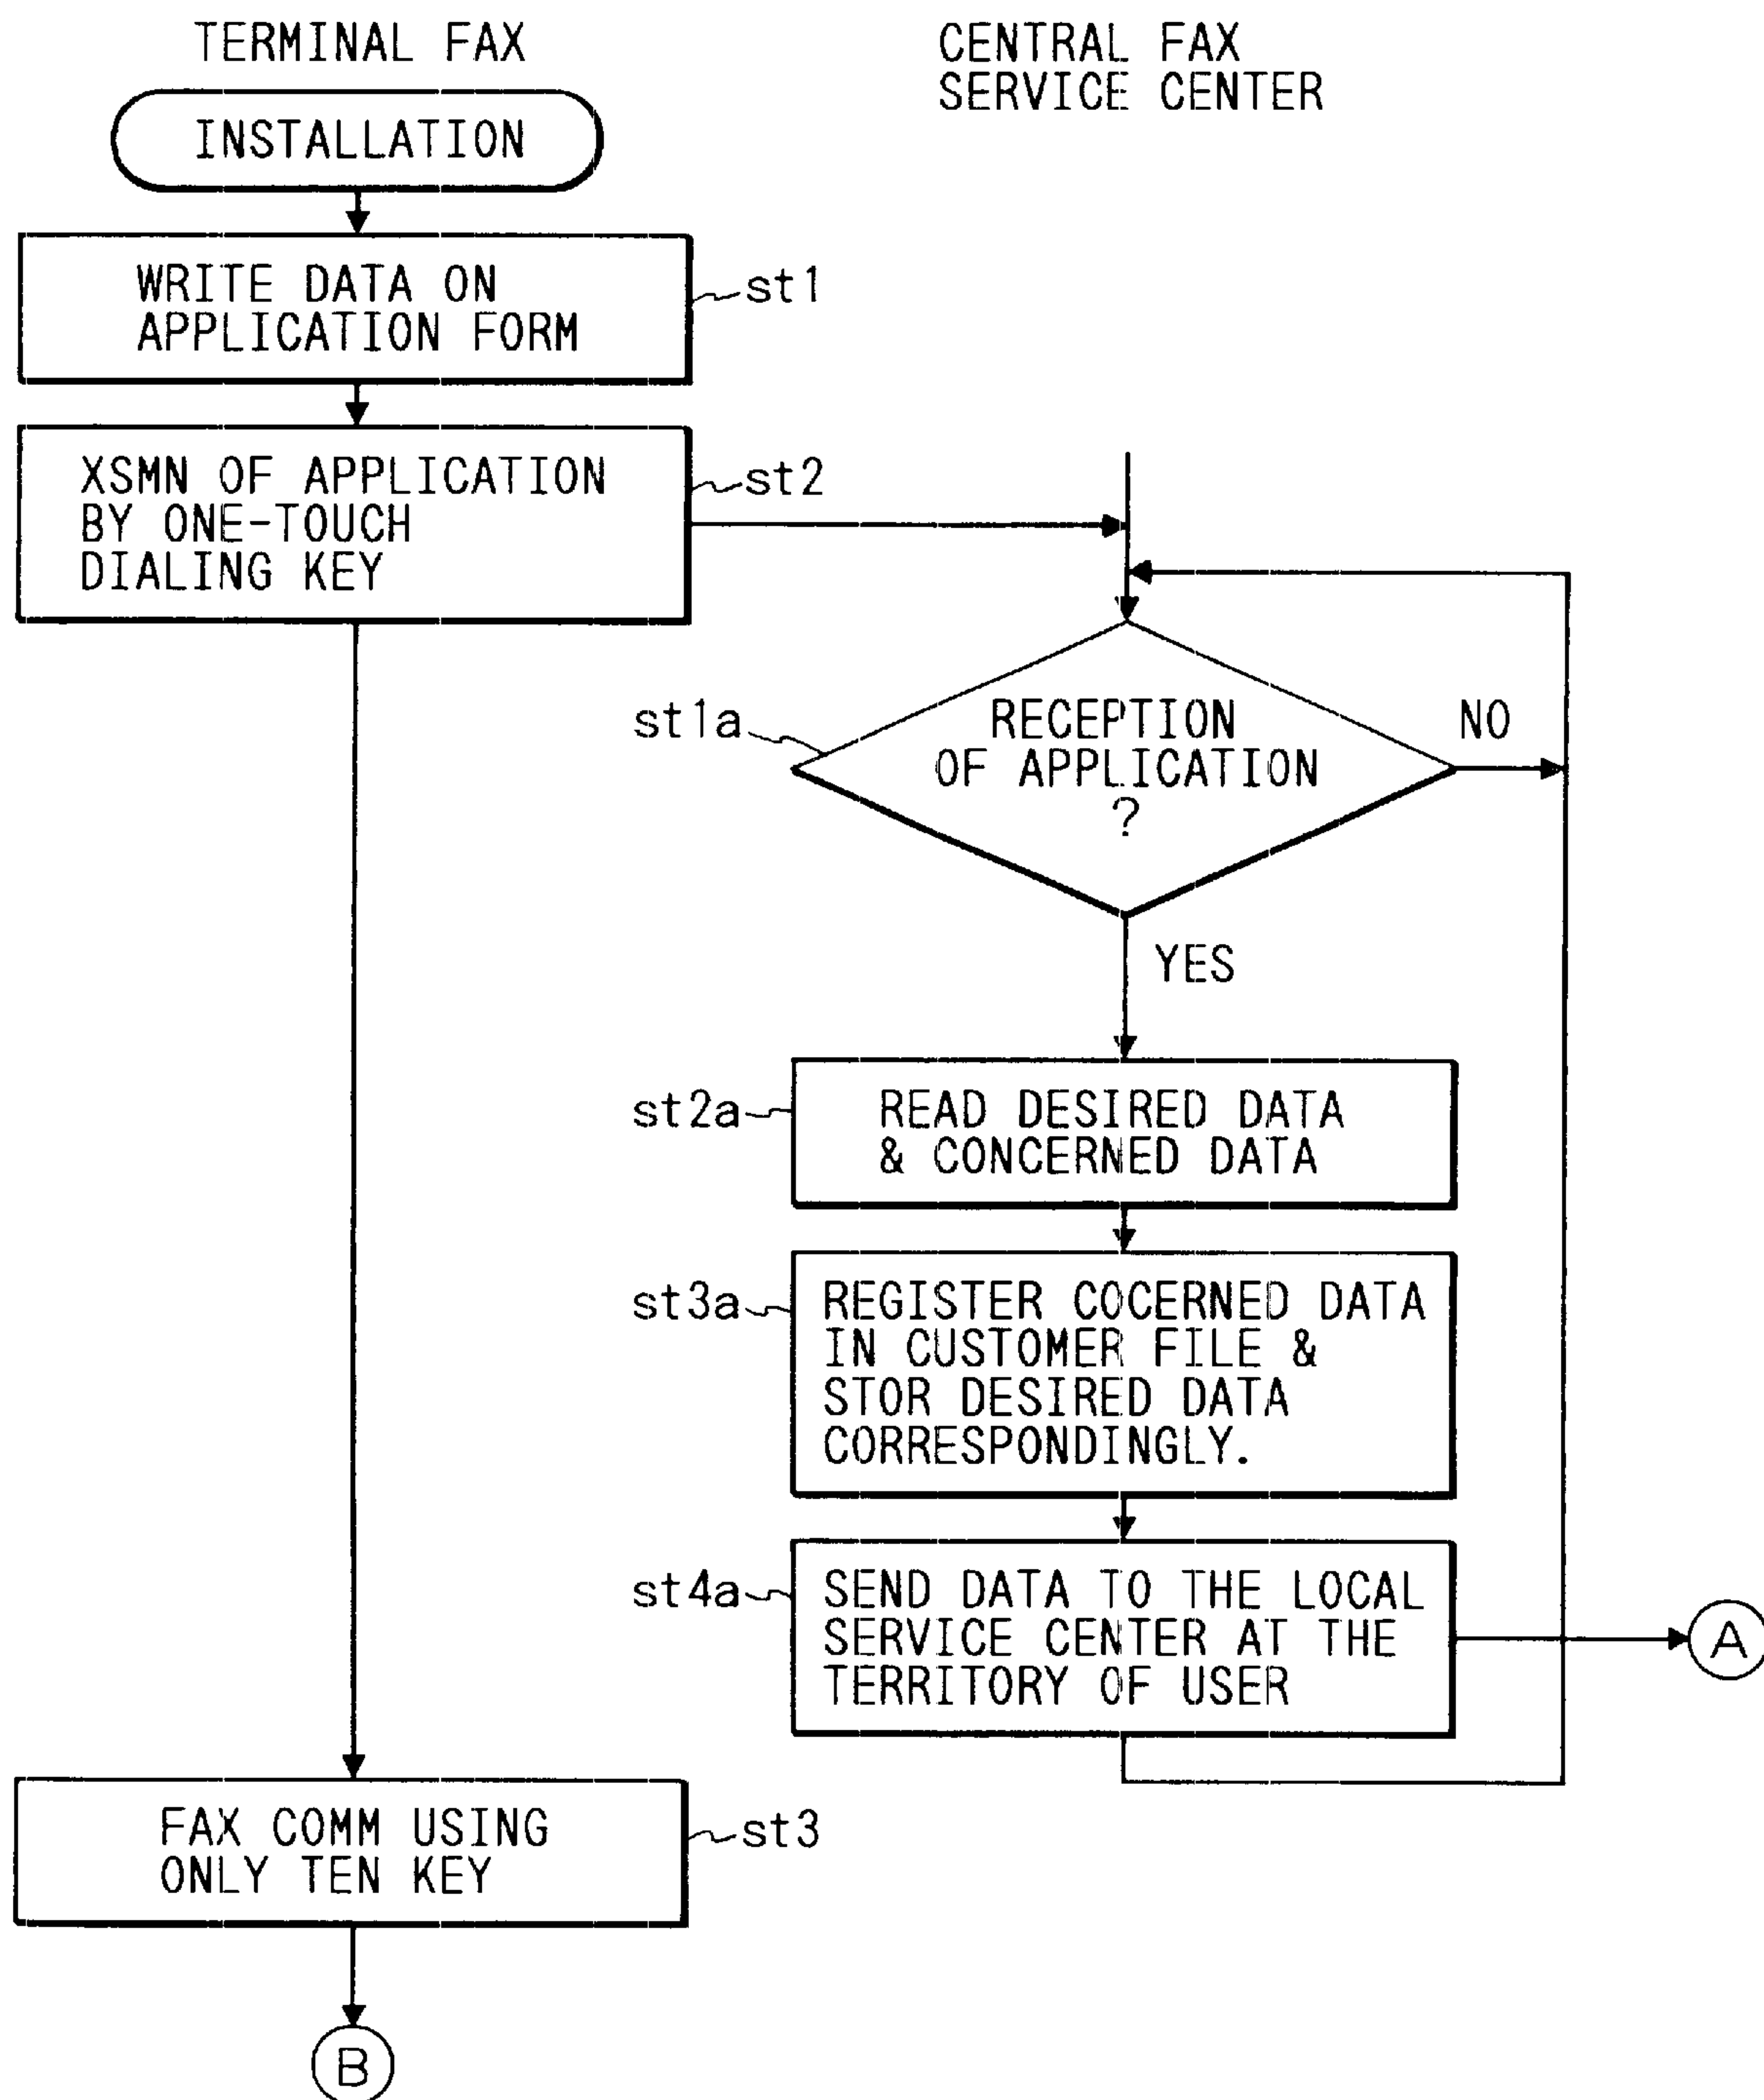 TERMINAL FAX
CENTRAL FAX
SERVICE CENTER
INSTALLATION
WRITE DATA ON
APPLICATION FORM
st1
XSMN OF APPLICATION
BY ONE-TOUCH
DIALING KEY
st2
st1a
RECEPTION
OF APPLICATION
?
NO
YES
st2a
READ DESIRED DATA
& CONCERNED DATA
st3a
REGISTER COCERNED DATA
IN CUSTOMER FILE &
STOR DESIRED DATA
CORRESPONDINGLY.
st4a
SEND DATA TO THE LOCAL
SERVICE CENTER AT THE
TERRITORY OF USER
A
FAX COMM USING
ONLY TEN KEY
st3
B